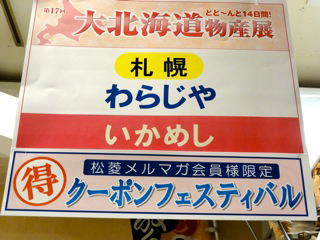 第17回 どど〜んと14日間!
大北海道物産展
札幌
わらじや
いかめし
得 松菱メルマガ会員様限定
クーポンフェスティバル